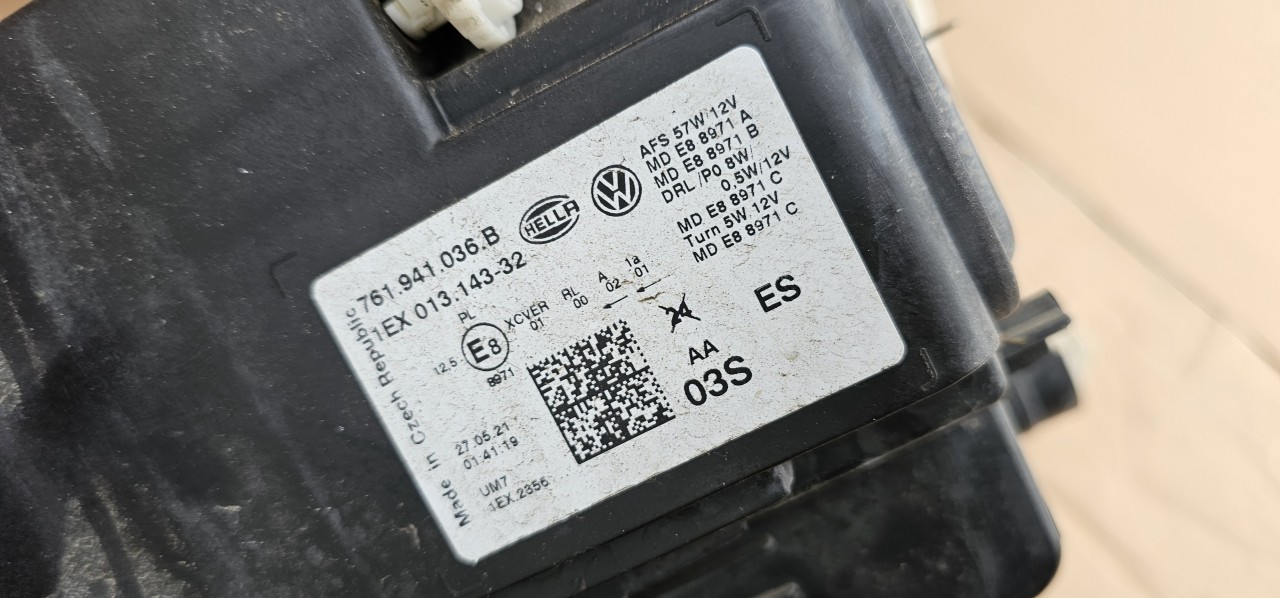 761.941.036.B
1EX 013.143-32
HELLA
VW
AFS 57W/12V
MD E8 8971 A
MD E8 8971 B
DRL/P0 8W/
0,5W/12V
MD E8 8971 C
Turn 5W 12V
MD E8 8971 C
PL
XCVER RL A 1a
01 00 02 01
12.5
E8
8971
24
AA
03S
ES
27.05.21
01:41:19
UM7
1EX.2356
Made in Czech Republic